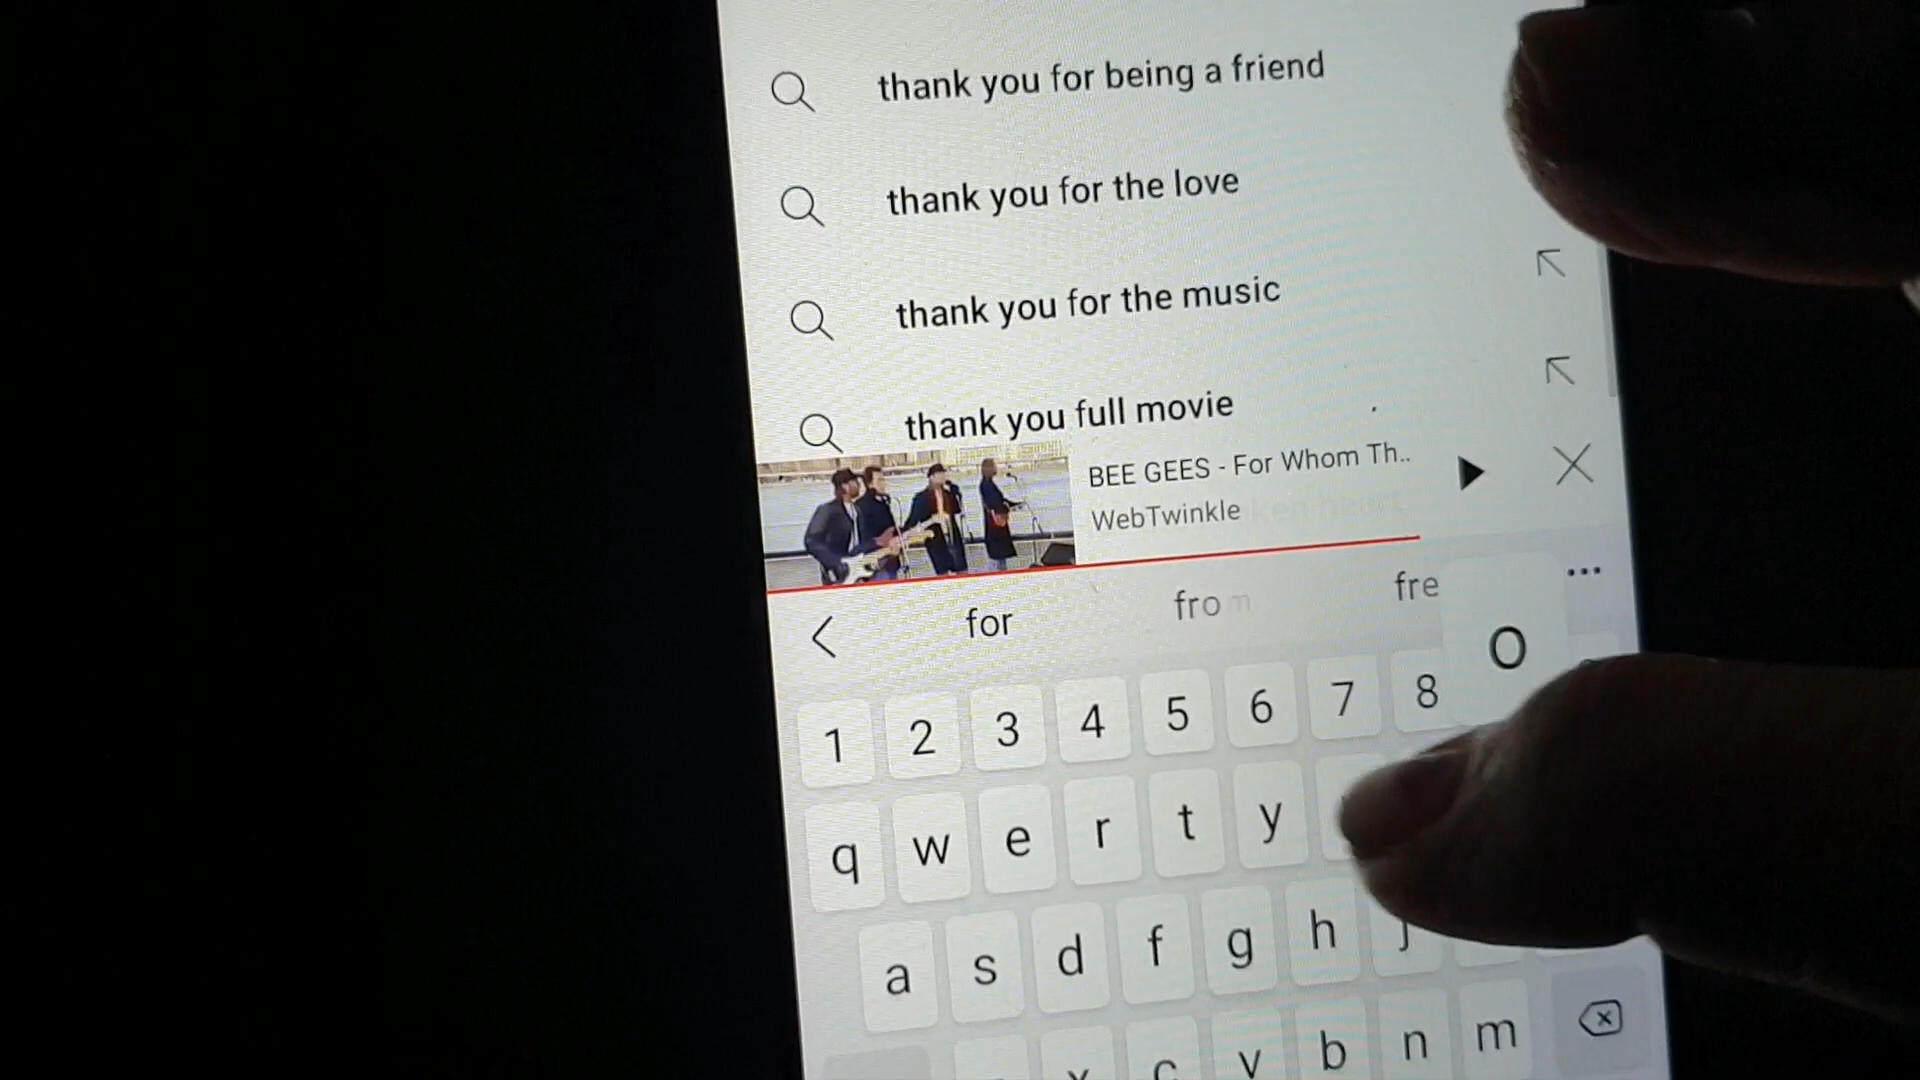 thank you for being a friend
thank you for the love
thank you for the music
thank you full movie
BEE GEES - For Whom Th..
WebTwinkle
for from fre
O
1 2 3 4 5 6 7 8
q w e r t y
a s d f g h j
c v b n m